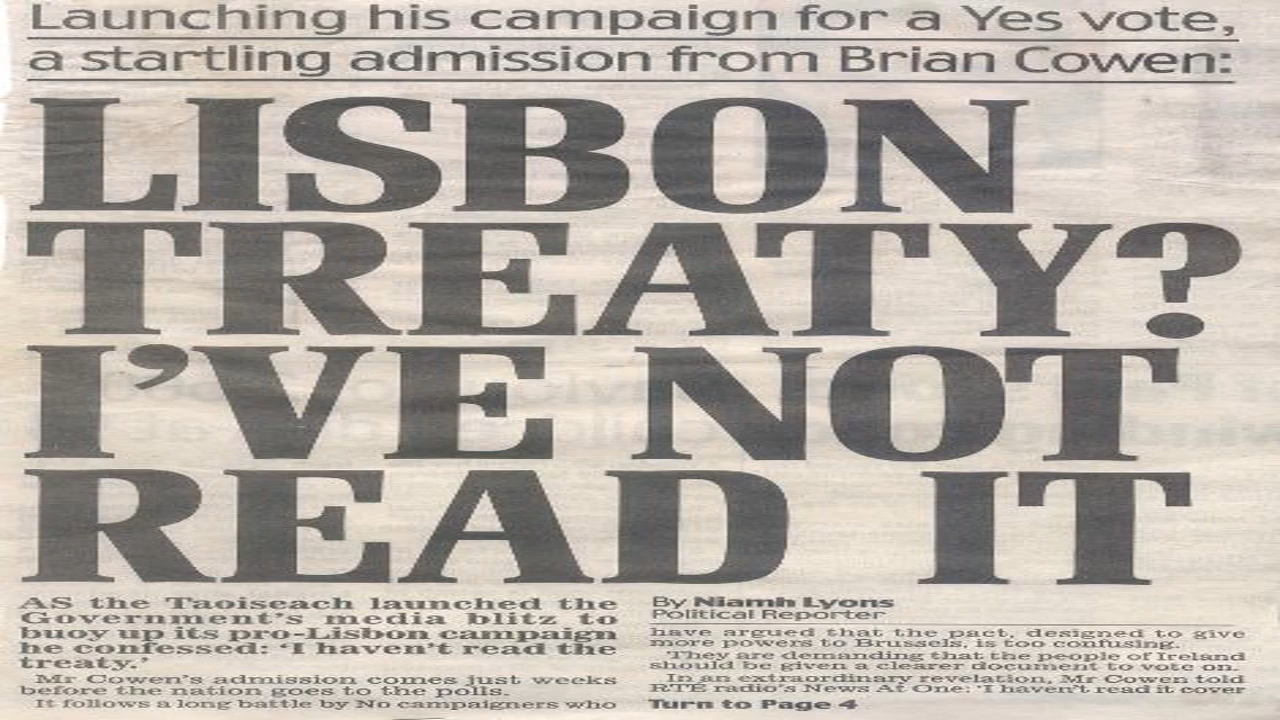 Launching his campaign for a Yes vote,
a startling admission from Brian Cowen:
LISBON
TREATY?
I'VE NOT
READ IT
AS the Taoiseach launched the
Government's media blitz to
buoy up its pro-Lisbon campaign
he confessed: 'I haven't read the
treaty.'
Mr Cowen's admission comes just weeks
before the nation goes to the polls.
It follows a long battle by No campaigners who
By Niamh Lyons
Political Reporter
have argued that the pact, designed to give
more powers to Brussels, is too confusing.
They are demanding that the people of Ireland
should be given a clearer document to vote on.
In an extraordinary revelation, Mr Cowen told
RTE radio's News At One: 'I haven't read it cover
Turn to Page 4